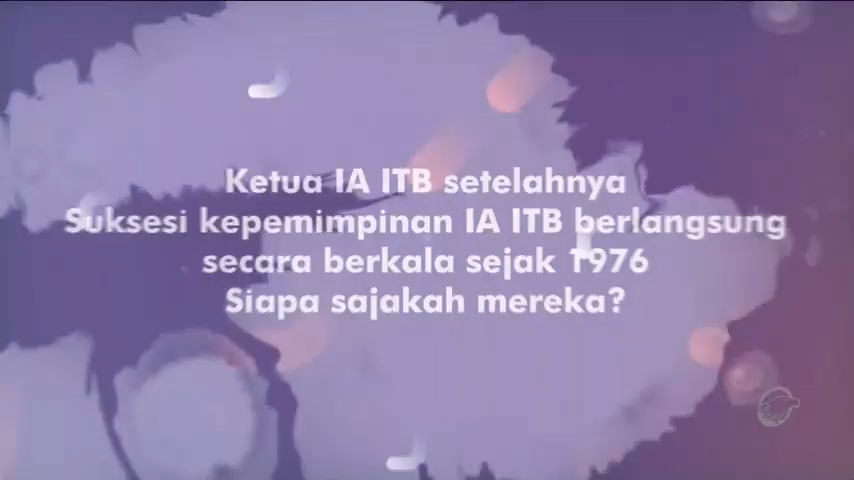 Ketua IA ITB setelahnya
Suksesi kepemimpinan IA ITB berlangsung
secara berkala sejak 1976
Siapa sajakah mereka?